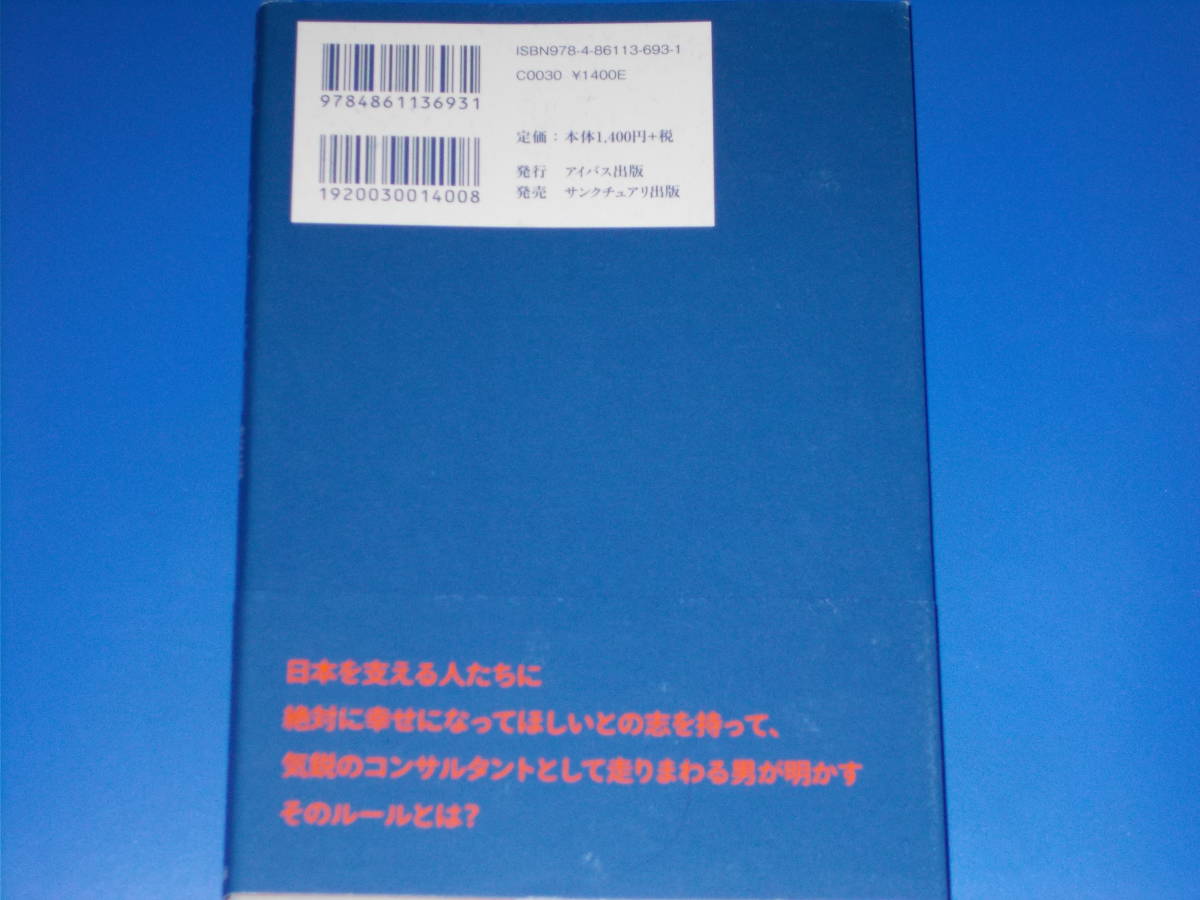 ISBN978-4-86113-693-1
C0030 ¥1400E
9784861136931
定価：本体1,400円+税
1920030014008
発行 アイバス出版
発売 サンクチュアリ出版
日本を支える人たちに
絶対に幸せになってほしいとの志を持って、
気鋭のコンサルタントとして走りまわる男が明かす
そのルールとは？